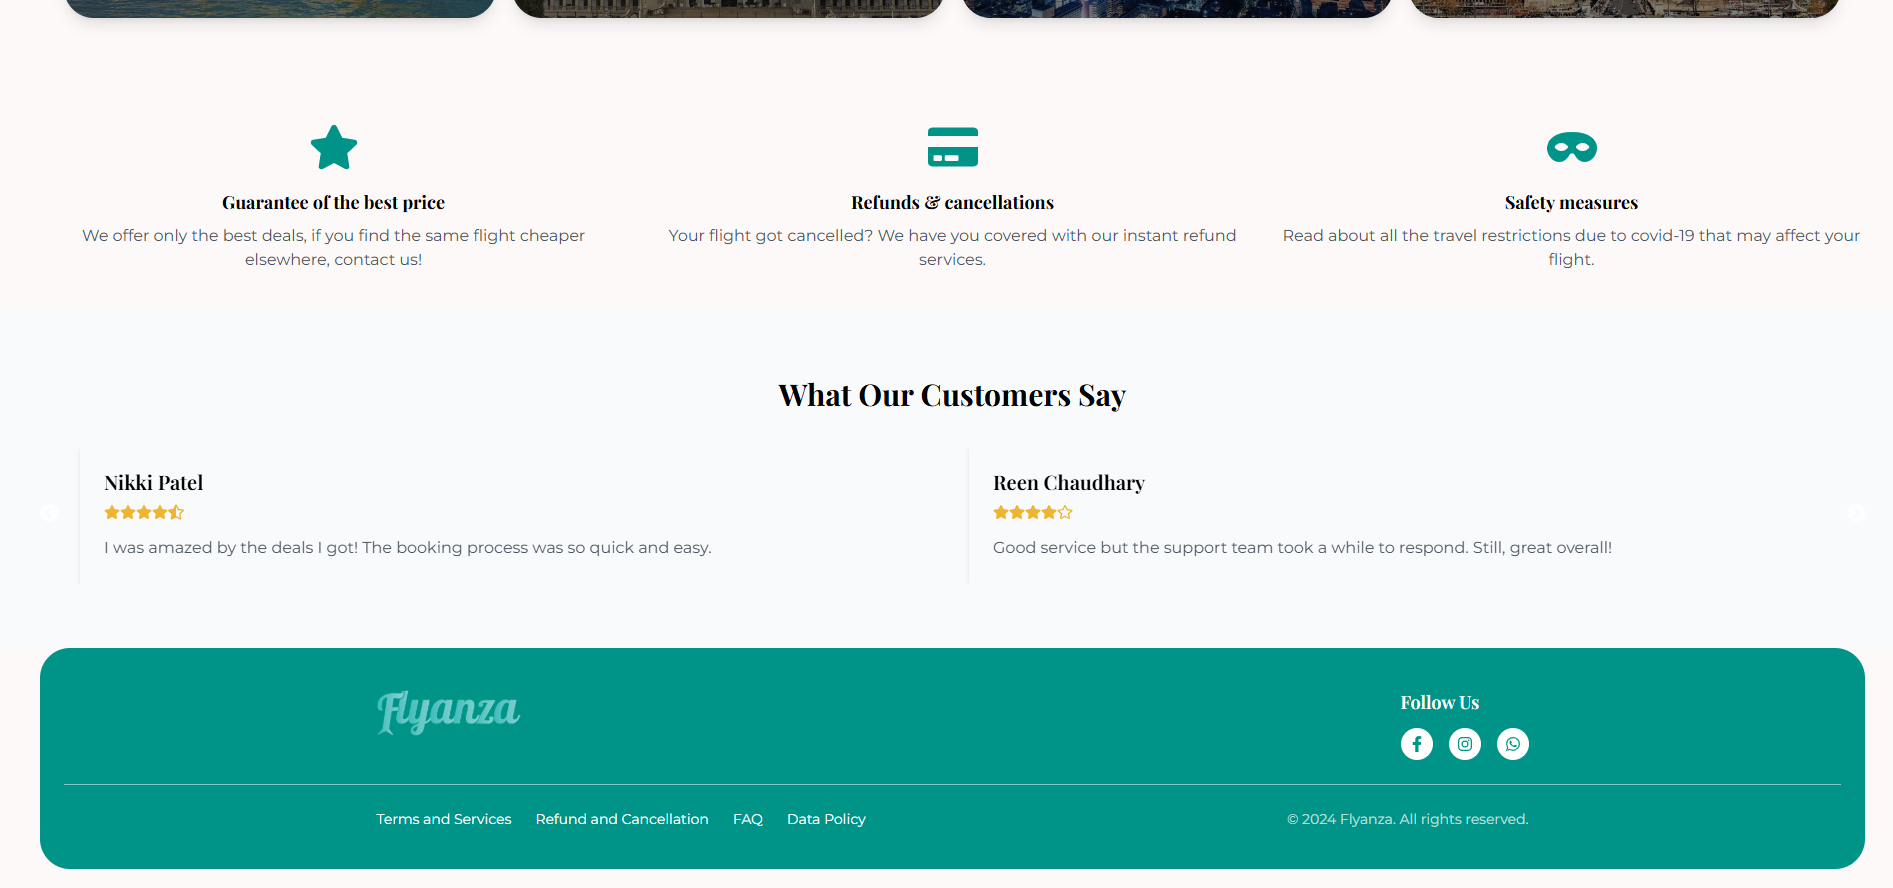 Guarantee of the best price
We offer only the best deals, if you find the same flight cheaper
elsewhere, contact us!
Refunds & cancellations
Your flight got cancelled? We have you covered with our instant refund
services.
Safety measures
Read about all the travel restrictions due to covid-19 that may affect your
flight.
What Our Customers Say
Nikki Patel
I was amazed by the deals I got! The booking process was so quick and easy.
Reen Chaudhary
Good service but the support team took a while to respond. Still, great overall!
Flyanza
Follow Us
Terms and Services Refund and Cancellation FAQ Data Policy
© 2024 Flyanza. All rights reserved.